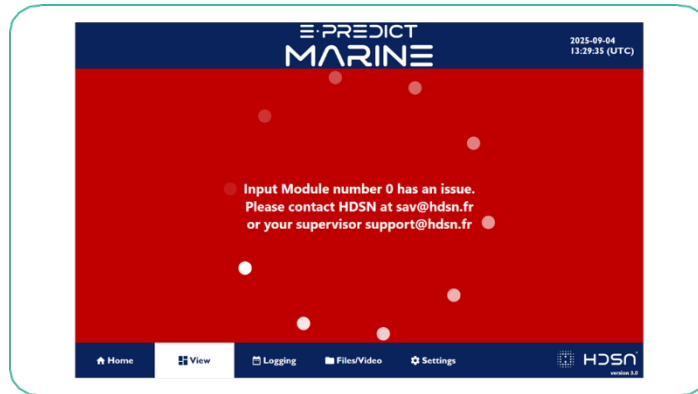 E·PREDICT
MARINE
2025-09-04
13:29:35 (UTC)
Input Module number 0 has an issue.
Please contact HDSN at sav@hdsn.fr
or your supervisor support@hdsn.fr
Home View Logging Files/Video Settings
HDSN
version 3.0